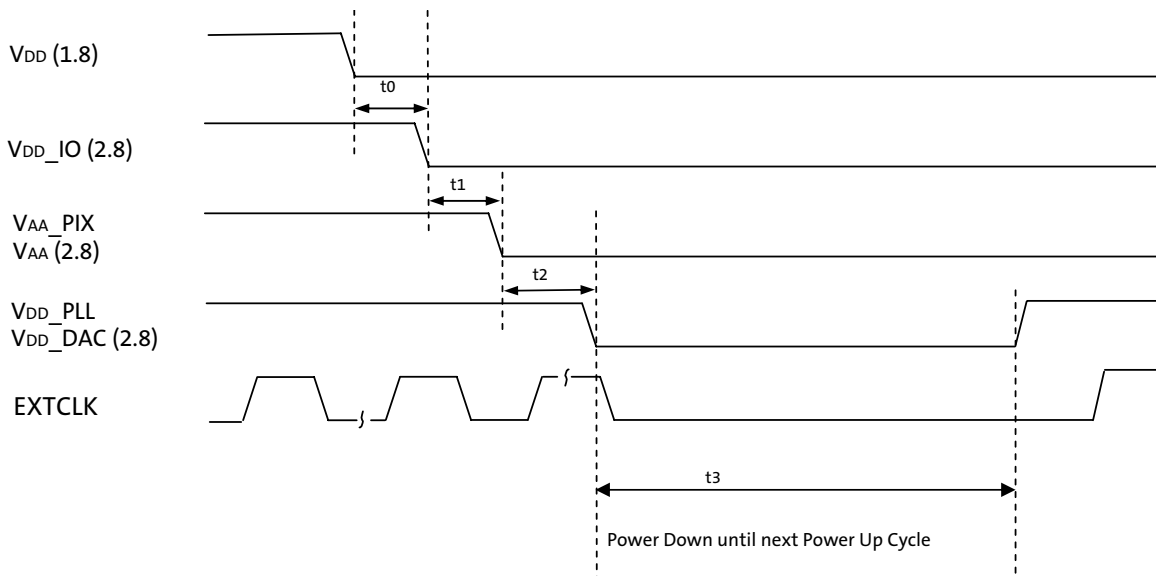 VDD (1.8)
t0
VDD_IO (2.8)
t1
VAA_PIX
VAA (2.8)
t2
VDD_PLL
VDD_DAC (2.8)
EXTCLK
t3
Power Down until next Power Up Cycle